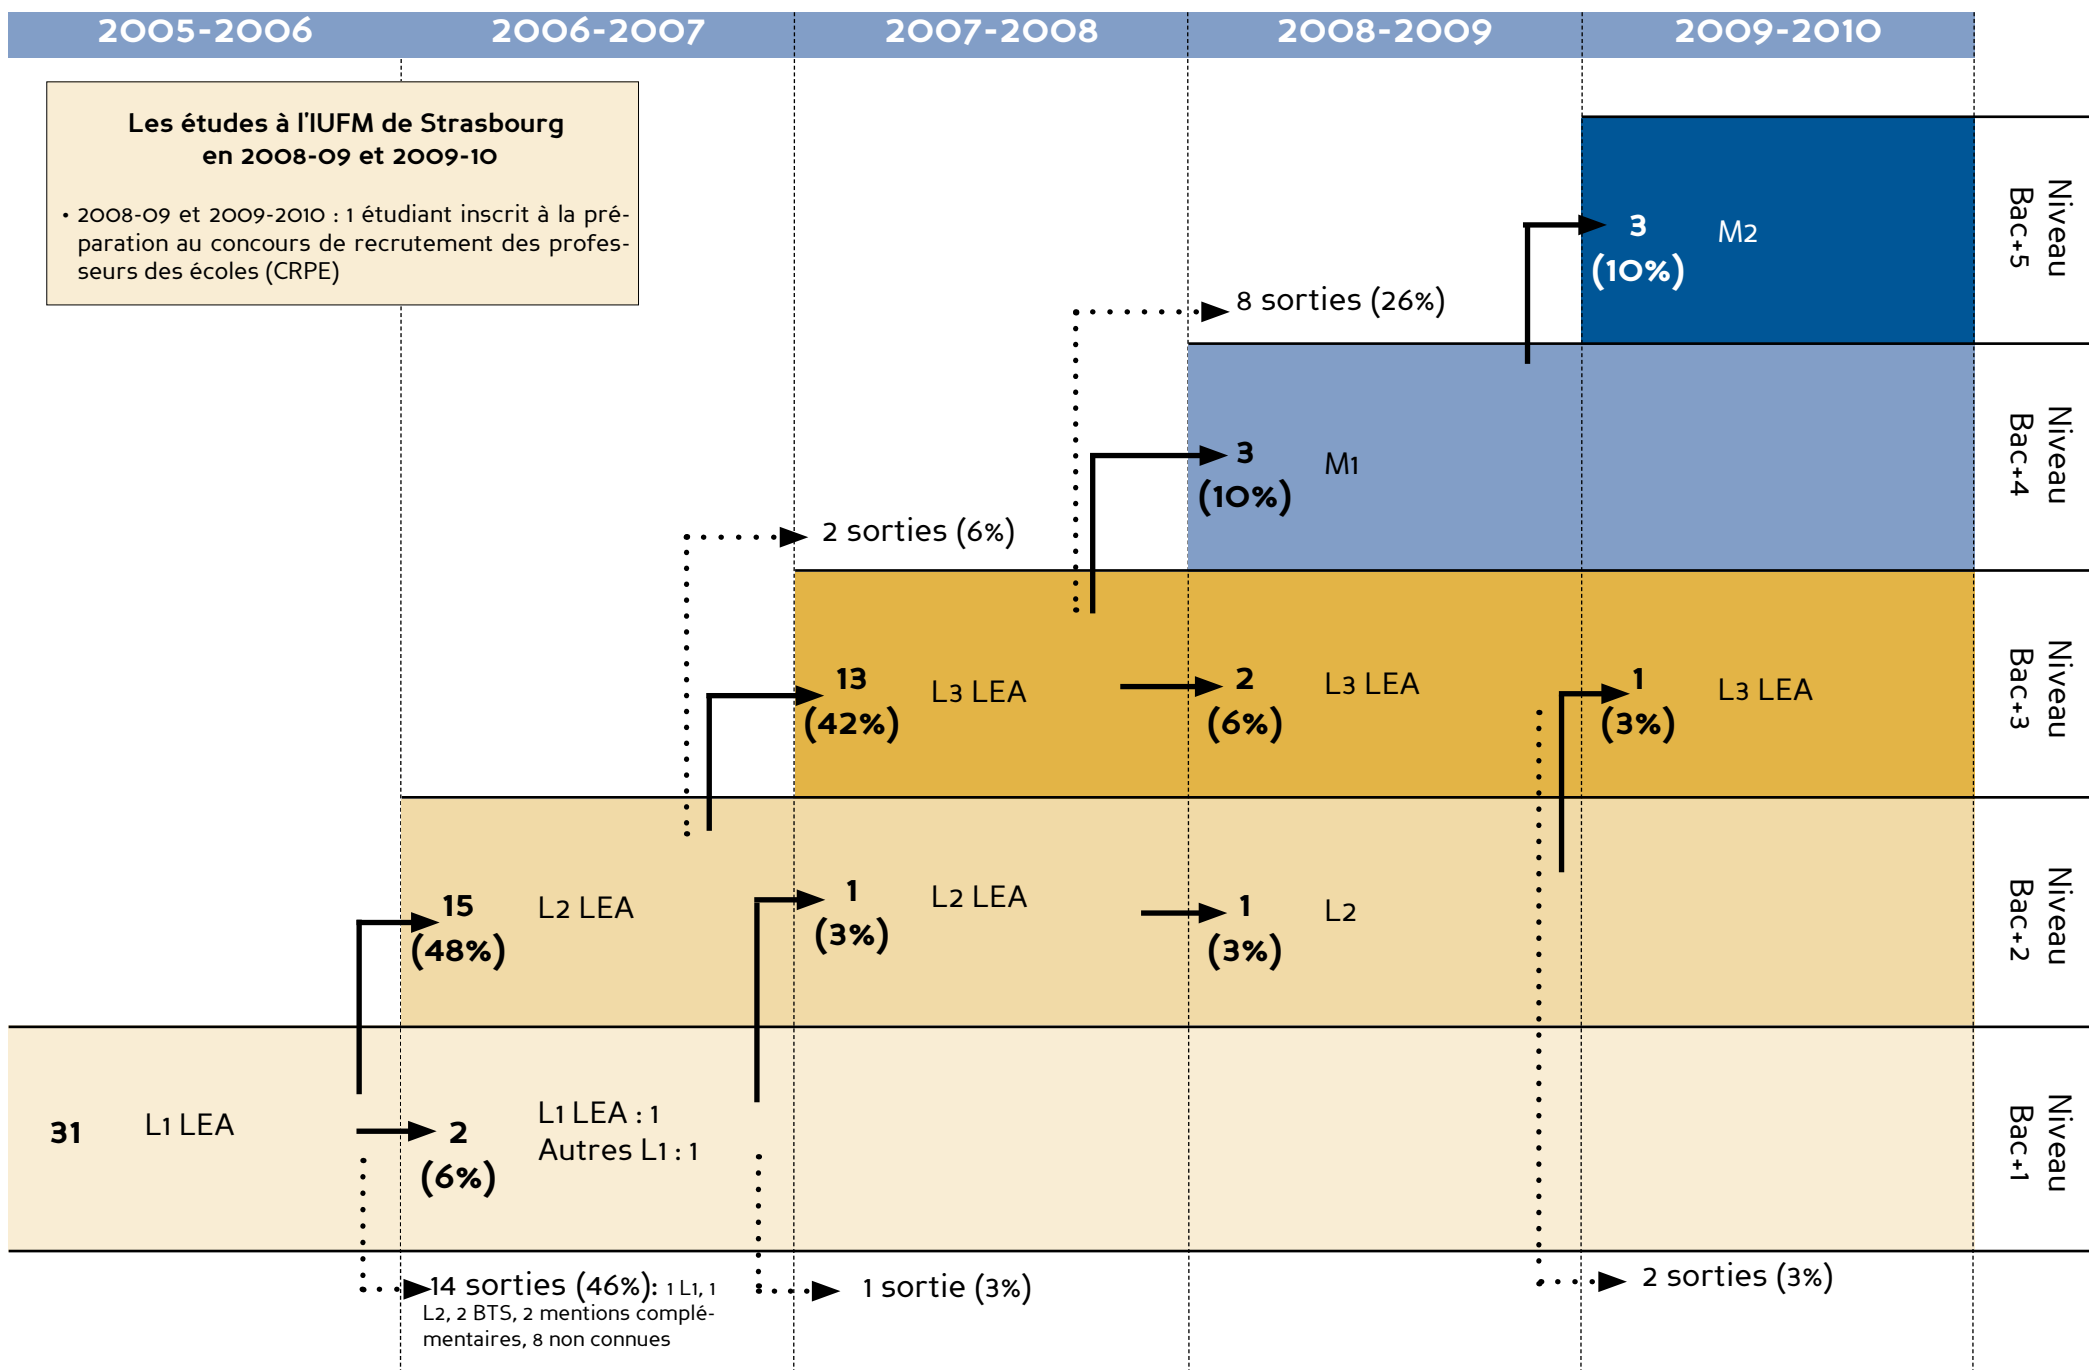 2005-2006 2006-2007 2007-2008 2008-2009 2009-2010
Les études à l'IUFM de Strasbourg
en 2008-09 et 2009-10
• 2008-09 et 2009-2010 : 1 étudiant inscrit à la pré-
paration au concours de recrutement des profes-
seurs des écoles (CRPE)
3 M2
(10%)
Niveau
Bac+5
8 sorties (26%)
3 M1
(10%)
Niveau
Bac+4
2 sorties (6%)
13 L3 LEA
(42%)
2 L3 LEA
(6%)
1 L3 LEA
(3%)
Niveau
Bac+3
15 L2 LEA
(48%)
1 L2 LEA
(3%)
1 L2
(3%)
Niveau
Bac+2
31 L1 LEA
2
(6%)
L1 LEA : 1
Autres L1 : 1
Niveau
Bac+1
14 sorties (46%): 1 L1, 1
L2, 2 BTS, 2 mentions complé-
mentaires, 8 non connues
1 sortie (3%)
2 sorties (3%)